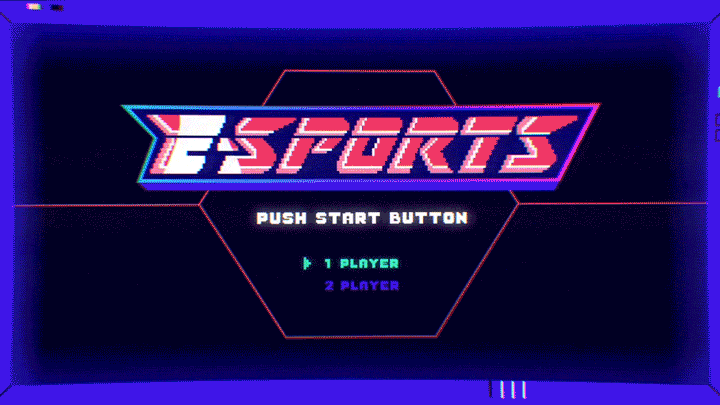 E-SPORTS
PUSH START BUTTON
1 PLAYER
2 PLAYER